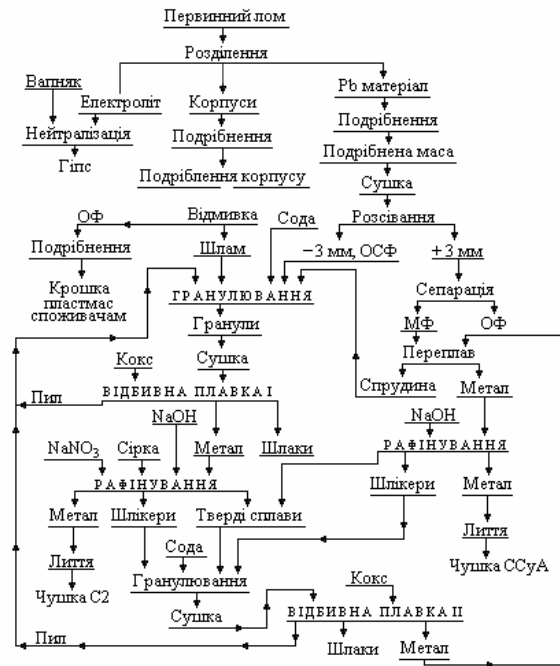 Первинний лом
Розділення
Вапняк
Електроліт
Корпуси
Pb матеріал
Нейтралізація
Подрібнення
Подрібнення
Гіпс
Подрібнена маса
Подріблення корпусу
Сушка
ОФ
Відмивка
Сода
Розсівання
Подрібнення
Шлам
−3 мм, ОСФ
+3 мм
Крошка
пластмас
споживачам
ГРАНУЛЮВАННЯ
Сепарація
Гранули
МФ
ОФ
Кокс
Сушка
Переплав
Пил
ВІДБИВНА ПЛАВКА І
Спрудина
Метал
NaOH
NaOH
NaNO3
Сірка
Метал
Шлаки
РАФІНУВАННЯ
РАФІНУВАННЯ
Шлікери
Метал
Метал
Шлікери
Тверді сплави
Лиття
Сода
Лиття
Чушка С2
Гранулювання
Чушка ССуА
Сушка
Кокс
ВІДБИВНА ПЛАВКА ІІ
Пил
Шлаки
Метал